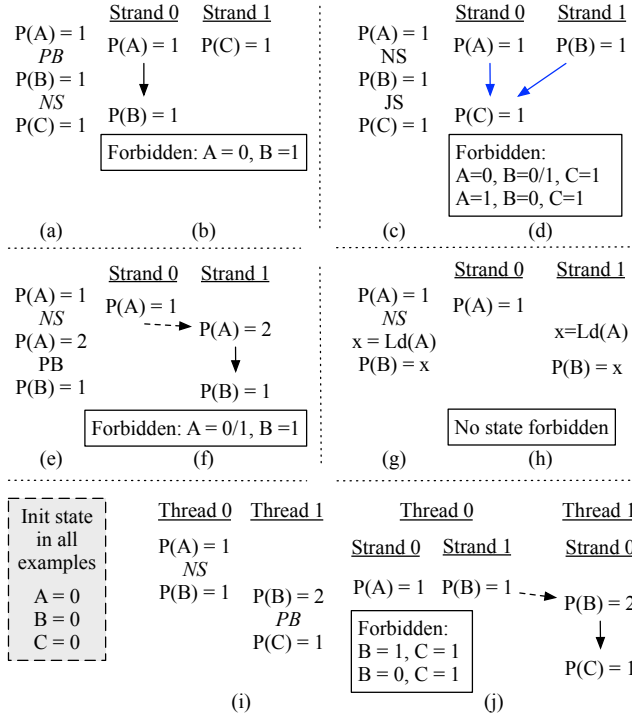 P(A) = 1
PB
P(B) = 1
NS
P(C) = 1
(a)
Strand 0 Strand 1
P(A) = 1 P(C) = 1
P(B) = 1
Forbidden: A = 0, B =1
(b)
P(A) = 1
NS
P(B) = 1
JS
P(C) = 1
(c)
Strand 0 Strand 1
P(A) = 1 P(B) = 1
P(C) = 1
Forbidden:
A=0, B=0/1, C=1
A=1, B=0, C=1
(d)
P(A) = 1
NS
P(A) = 2
PB
P(B) = 1
(e)
Strand 0 Strand 1
P(A) = 1
P(A) = 2
P(B) = 1
Forbidden: A = 0/1, B =1
(f)
P(A) = 1
NS
x = Ld(A)
P(B) = x
(g)
Strand 0 Strand 1
P(A) = 1
x=Ld(A)
P(B) = x
No state forbidden
(h)
Init state
in all
examples
A = 0
B = 0
C = 0
Thread 0 Thread 1
P(A) = 1
NS
P(B) = 1 P(B) = 2
PB
P(C) = 1
(i)
Thread 0 Thread 1
Strand 0 Strand 1 Strand 0
P(A) = 1 P(B) = 1
P(B) = 2
P(C) = 1
Forbidden:
B = 1, C = 1
B = 0, C = 1
(j)